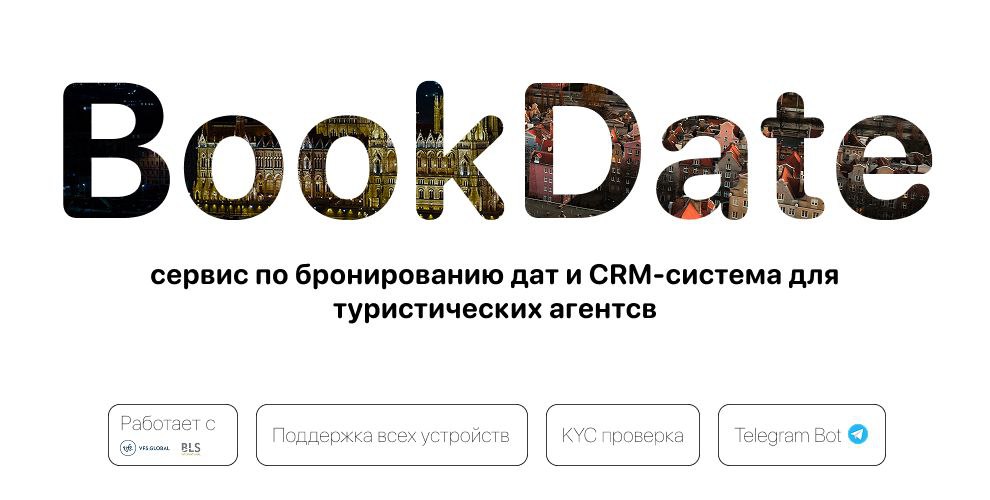 BookDate
сервис по бронированию дат и CRM-система для
туристических агентсв
Работает с
VFS GLOBAL BLS
Поддержка всех устройств
KYC проверка
Telegram Bot